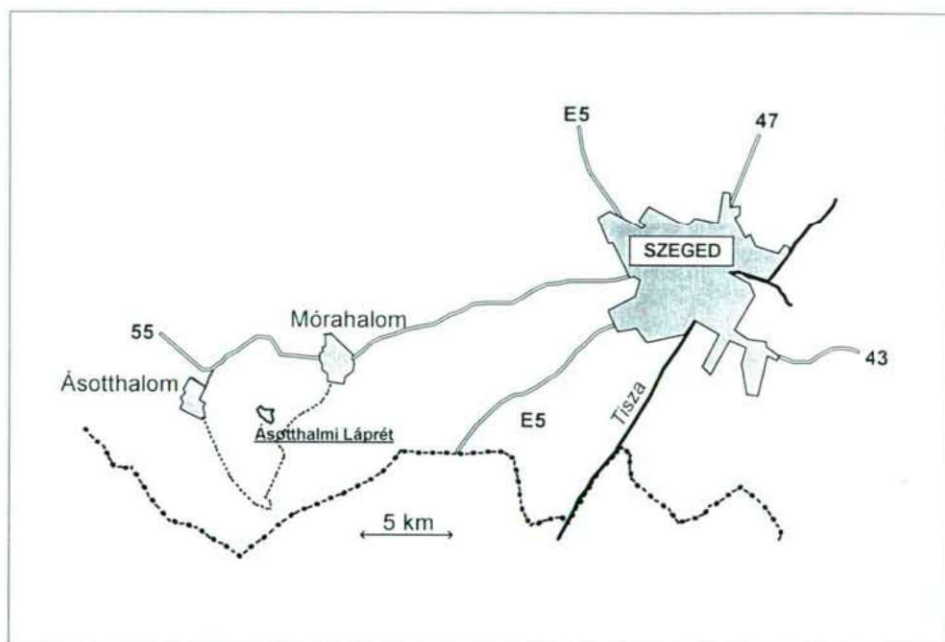 E5
47
SZEGED
Mórahalom
55
43
Ásotthalom
Tisza
Ásotthalmi Láprét
E5
5 km